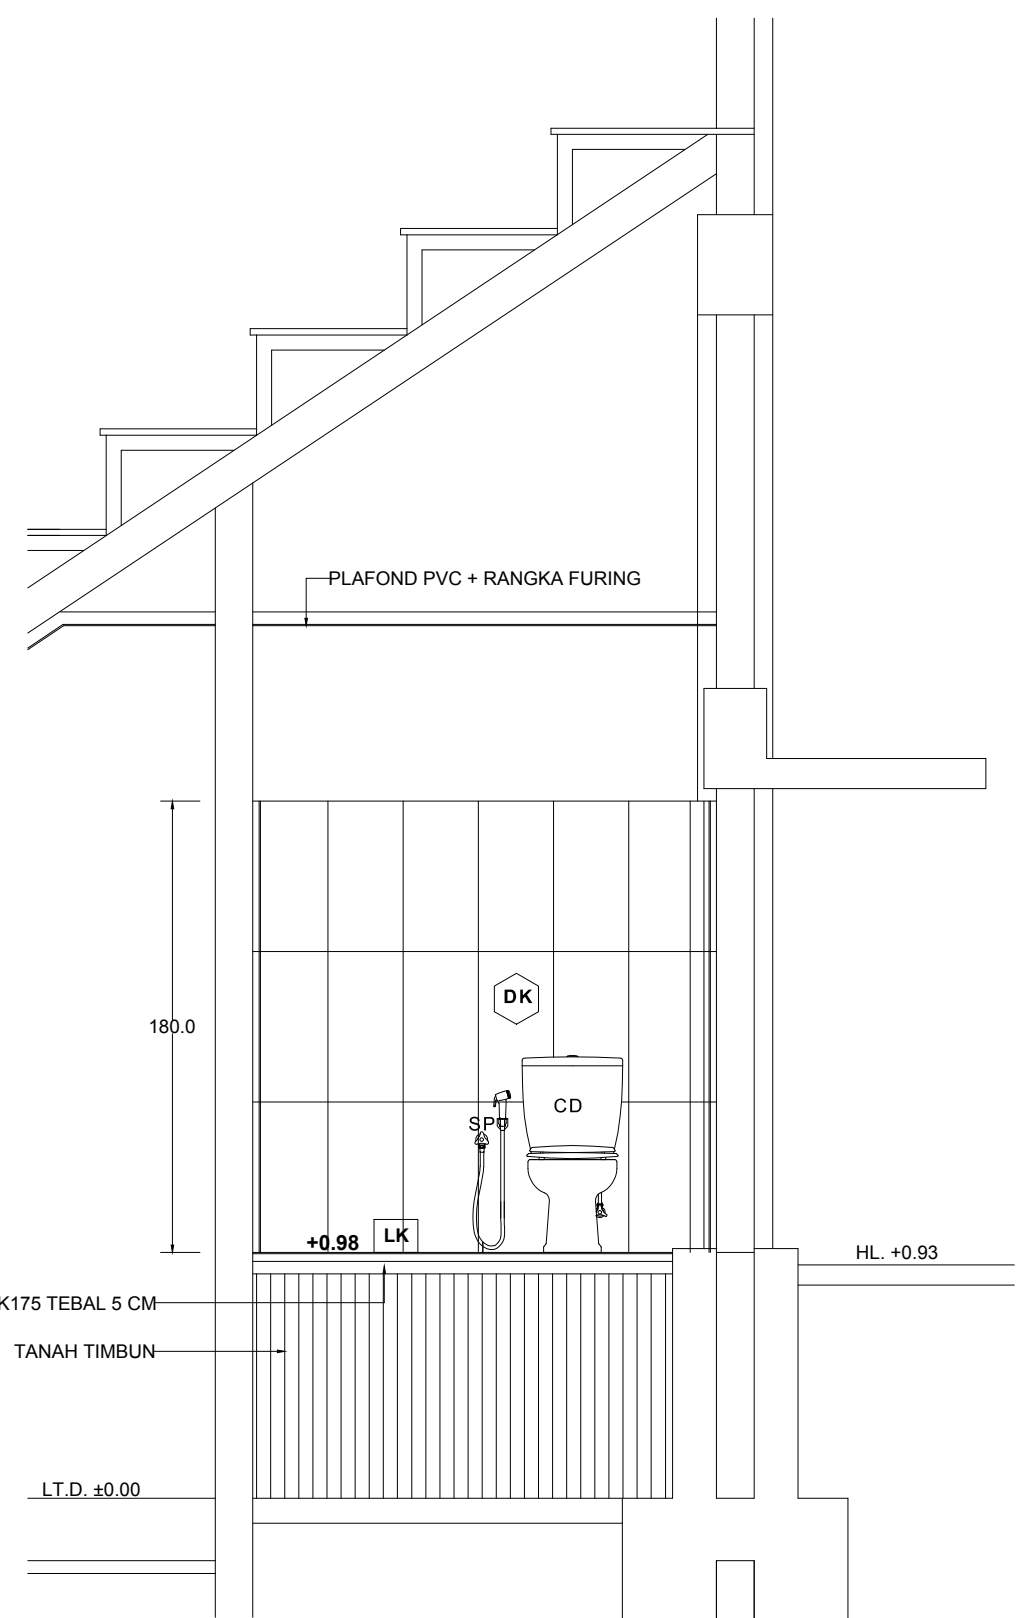 PLAFOND PVC + RANGKA FURING
180.0
DK
CD
SP
+0.98
LK
HL. +0.93
K175 TEBAL 5 CM
TANAH TIMBUN
LT.D. ±0.00